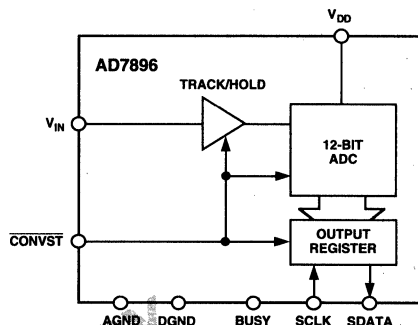 VDD
AD7896
TRACK/HOLD
VIN
12-BIT
ADC
CONVST
OUTPUT
REGISTER
AGND DGND BUSY SCLK SDATA